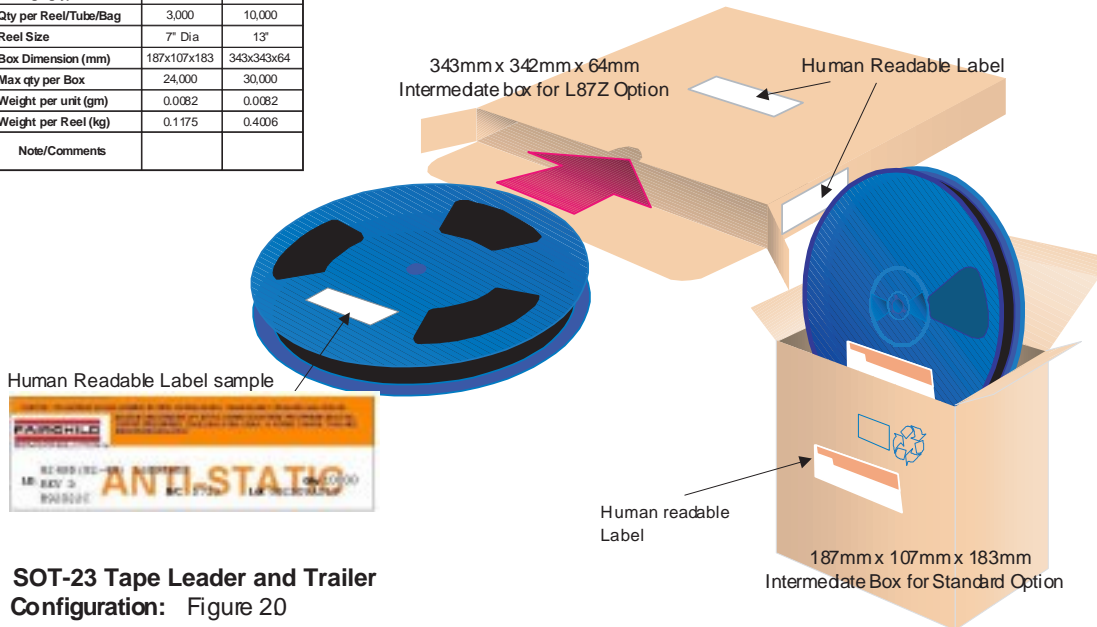 Qty per Reel/Tube/Bag 3,000 10,000
Reel Size 7" Dia 13"
Box Dimension (mm) 187x107x183 343x343x64
Max qty per Box 24,000 30,000
Weight per unit (gm) 0.0082 0.0082
Weight per Reel (kg) 0.1175 0.4006
Note/Comments
343mm x 342mm x 64mm
Intermediate box for L87Z Option
Human Readable Label
Human Readable Label sample
FAIRCHILD
ANTI-STATIC
Human readable
Label
187mm x 107mm x 183mm
Intermediate Box for Standard Option
SOT-23 Tape Leader and Trailer
Configuration: Figure 2.0